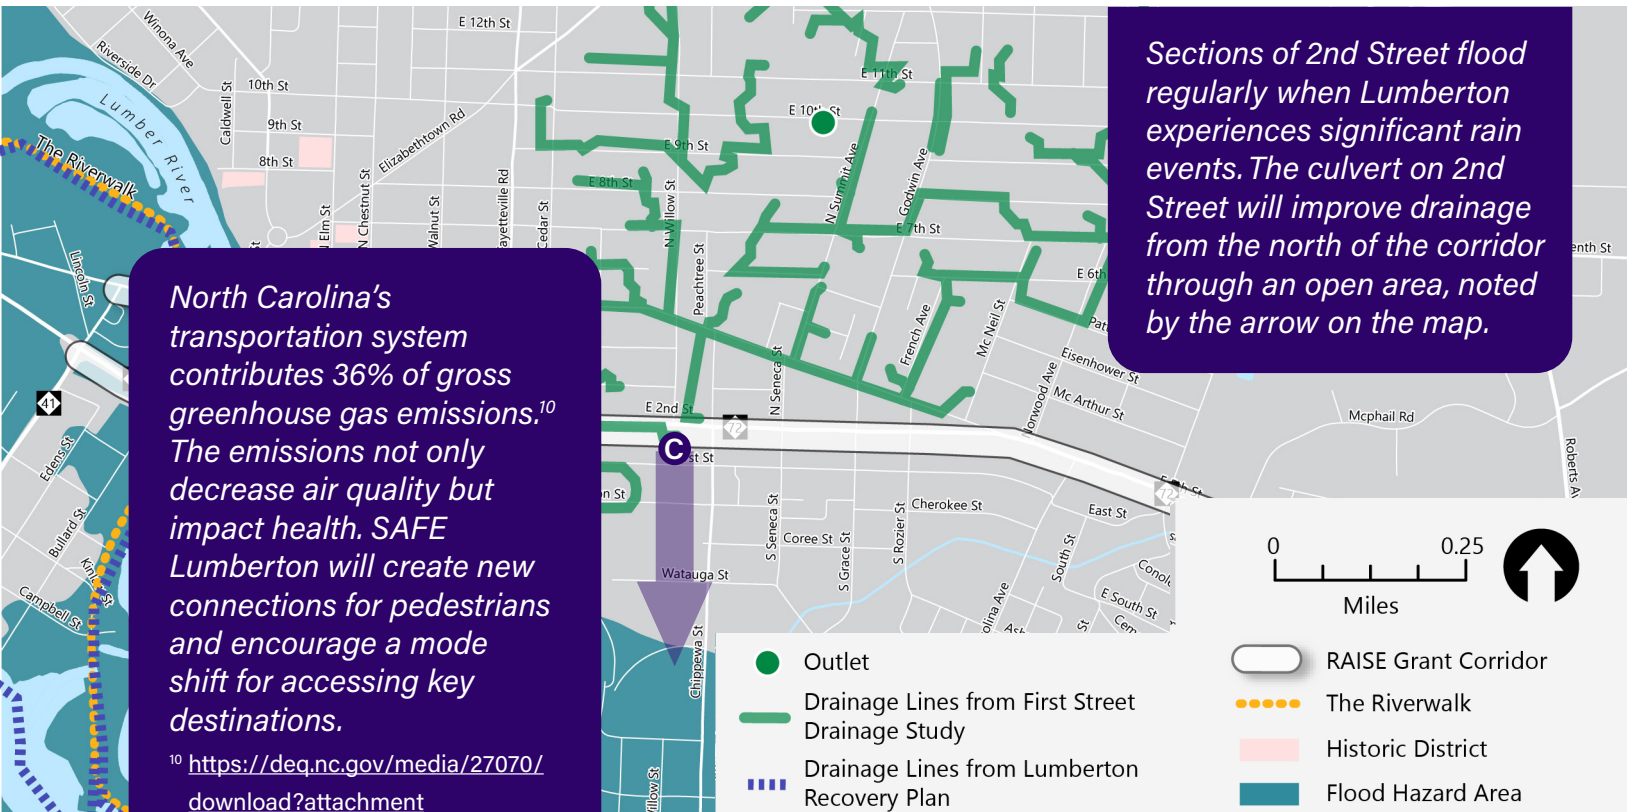 Winona Ave
Riverside Dr
Lumber River
The Riverwalk
Caldwell St
10th St
9th St
8th St
Elizabethtown Rd
E 12th St
N Elm St
N Chestnut St
Walnut St
ayetteville Rd
Cedar St
E 8th St
E 9th St
N Willow St
Peachtree St
E 10th St
E 11th St
N Summit Ave
Godwin Ave
E 7th St
E 6th
French Ave
Mc Neil St
Eisenhower St
Mc Arthur St
Norwood Ave
N Seneca St
E 2nd St
72
C
st St
Lincoln St
41
Edens St
Bullard St
Campbell St
enth St
Mcphail Rd
Roberts Av
72
Cherokee St
East St
Coree St
S Seneca St
S Grace St
S Rozier St
South St
E South St
olina Ave
Watauga St
Chippewa St
Sections of 2nd Street flood
regularly when Lumberton
experiences significant rain
events. The culvert on 2nd
Street will improve drainage
from the north of the corridor
through an open area, noted
by the arrow on the map.
North Carolina's
transportation system
contributes 36% of gross
greenhouse gas emissions.¹⁰
The emissions not only
decrease air quality but
impact health. SAFE
Lumberton will create new
connections for pedestrians
and encourage a mode
shift for accessing key
destinations.
¹⁰ https://deq.nc.gov/media/27070/
download?attachment
0 0.25
Miles
Outlet
Drainage Lines from First Street
Drainage Study
Drainage Lines from Lumberton
Recovery Plan
RAISE Grant Corridor
The Riverwalk
Historic District
Flood Hazard Area